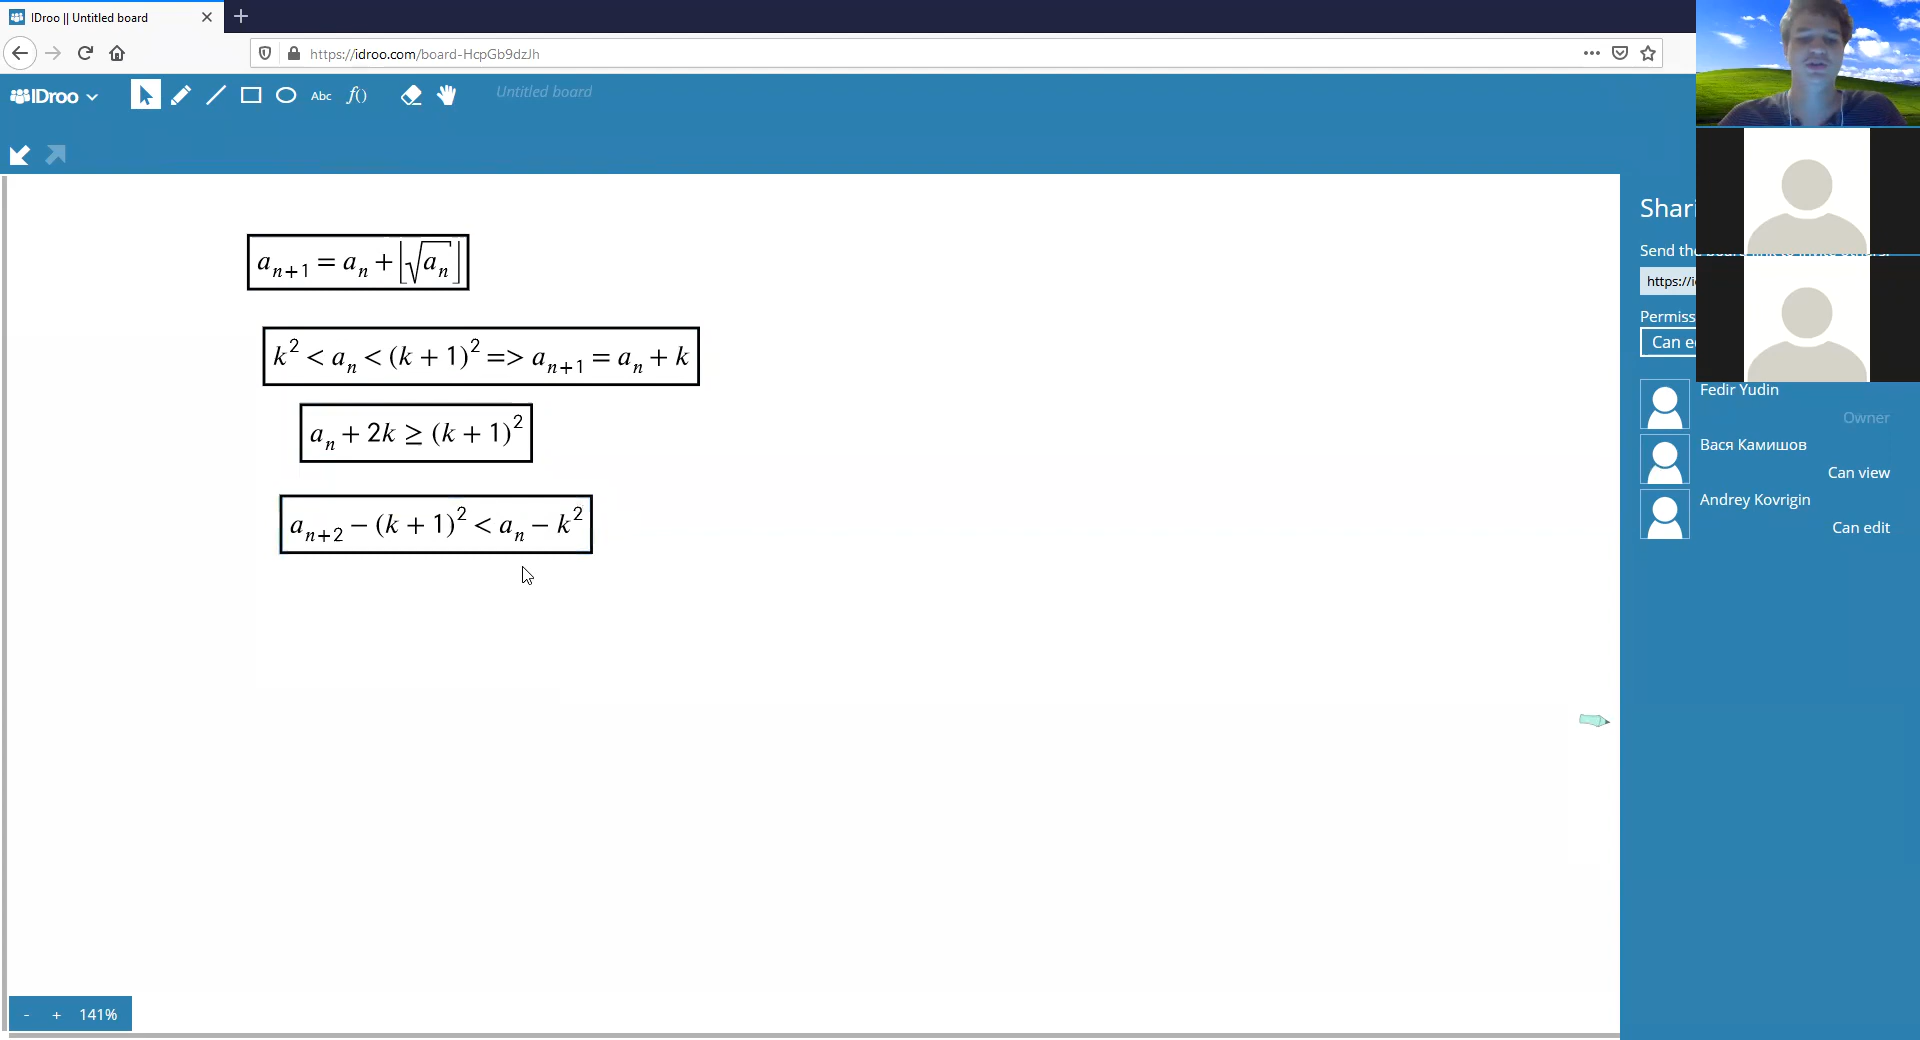 IDroo || Untitled board
https://idroo.com/board-HcpGb9dzJh
IDroo
Abc
f()
Untitled board
a_{n+1} = a_n + ⌊√a_n⌋
k^2 < a_n < (k + 1)^2 => a_{n+1} = a_n + k
a_n + 2k ≥ (k + 1)^2
a_{n+2} − (k + 1)^2 < a_n − k^2
Shari
Send the
https://i
Permiss
Can e
Fedir Yudin
Owner
Вася Камишов
Can view
Andrey Kovrigin
Can edit
- + 141%